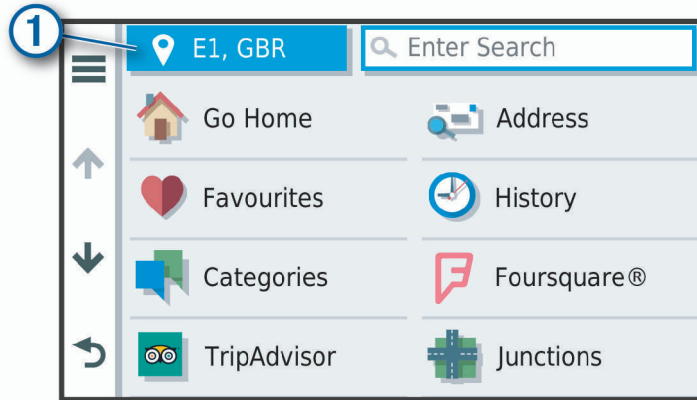 1
E1, GBR
Enter Search
Go Home
Address
Favourites
History
Categories
Foursquare®
TripAdvisor
Junctions